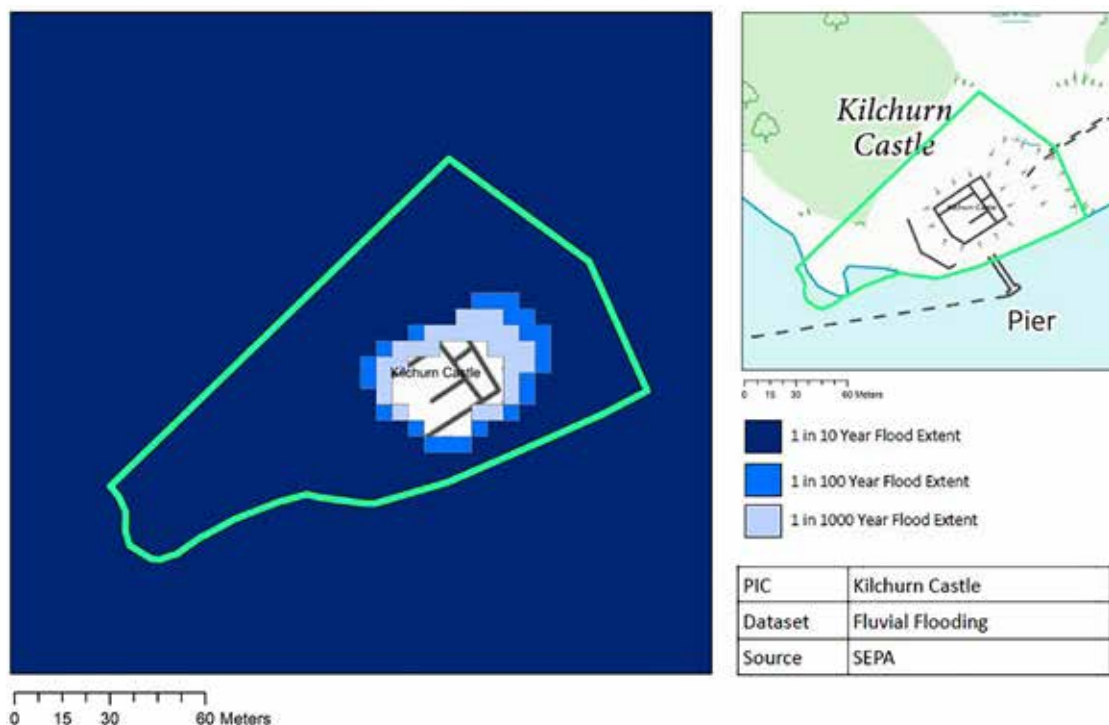 Kilchurn Castle
0 15 30 60 Meters
Kilchurn
Castle
Kilchurn Castle
Pier
0 15 30 60 Meters
1 in 10 Year Flood Extent
1 in 100 Year Flood Extent
1 in 1000 Year Flood Extent
PIC Kilchurn Castle
Dataset Fluvial Flooding
Source SEPA